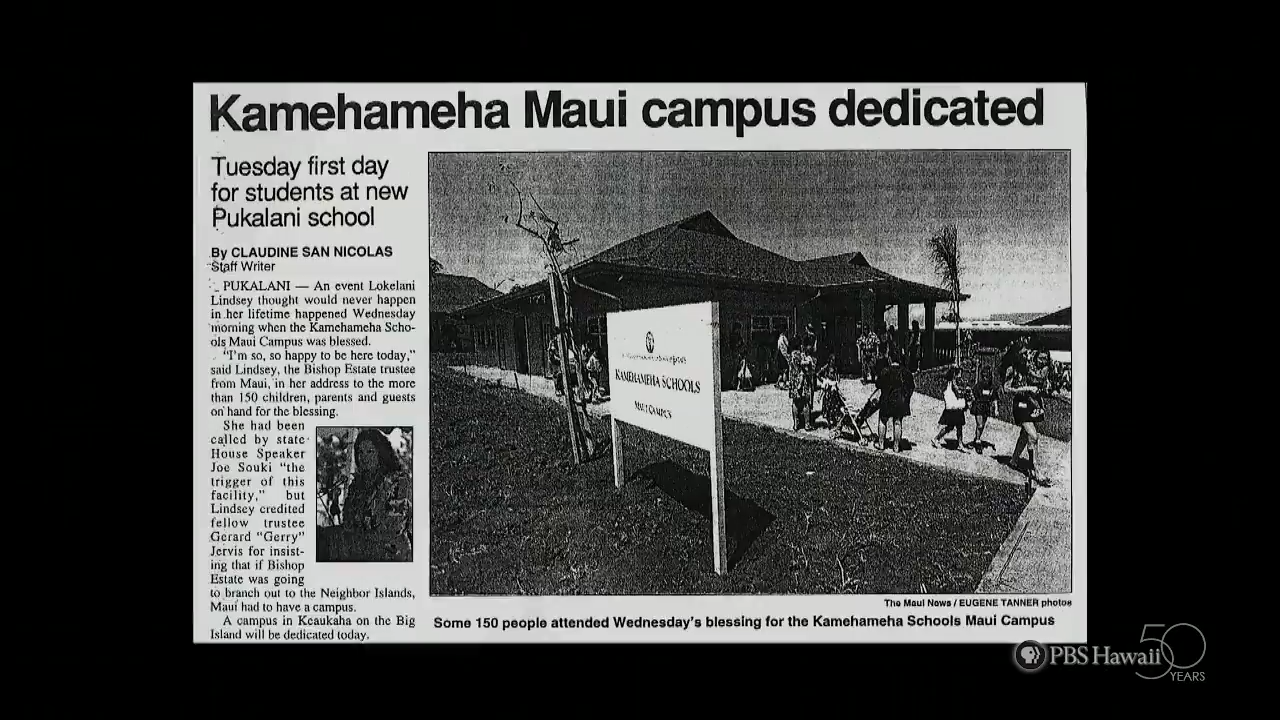 Kamehameha Maui campus dedicated
Tuesday first day
for students at new
Pukalani school
By CLAUDINE SAN NICOLAS
Staff Writer
PUKALANI — An event Lokelani
Lindsey thought would never happen
in her lifetime happened Wednesday
morning when the Kamehameha Scho-
ols Maui Campus was blessed.
"I'm so, so happy to be here today,"
said Lindsey, the Bishop Estate trustee
from Maui, in her address to the more
than 150 children, parents and guests
on hand for the blessing.
She had been
called by state
House Speaker
Joe Souki "the
trigger of this
facility," but
Lindsey credited
fellow trustee
Gerard "Gerry"
Jervis for insist-
ing that if Bishop
Estate was going
to branch out to the Neighbor Islands,
Maui had to have a campus.
A campus in Keaukaha on the Big
Island will be dedicated today.
KAMEHAMEHA SCHOOLS
MAUI CAMPUS
The Maui News / EUGENE TANNER photos
Some 150 people attended Wednesday's blessing for the Kamehameha Schools Maui Campus
PBS Hawaii 50
YEARS